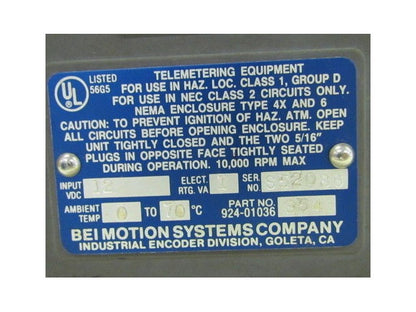 UL LISTED 56G5
TELEMETERING EQUIPMENT
FOR USE IN HAZ. LOC. CLASS 1, GROUP D
FOR USE IN NEC CLASS 2 CIRCUITS ONLY.
NEMA ENCLOSURE TYPE 4X AND 6
CAUTION: TO PREVENT IGNITION OF HAZ. ATM. OPEN
ALL CIRCUITS BEFORE OPENING ENCLOSURE. KEEP
UNIT TIGHTLY CLOSED AND THE TWO 5/16"
PLUGS IN OPPOSITE FACE TIGHTLY SEATED
DURING OPERATION. 10,000 RPM MAX
INPUT VDC 12 ELECT. RTG. VA 1 SER. NO.
AMBIENT TEMP 0 TO 70 °C PART NO. 924-01036
BEI MOTION SYSTEMS COMPANY
INDUSTRIAL ENCODER DIVISION, GOLETA, CA